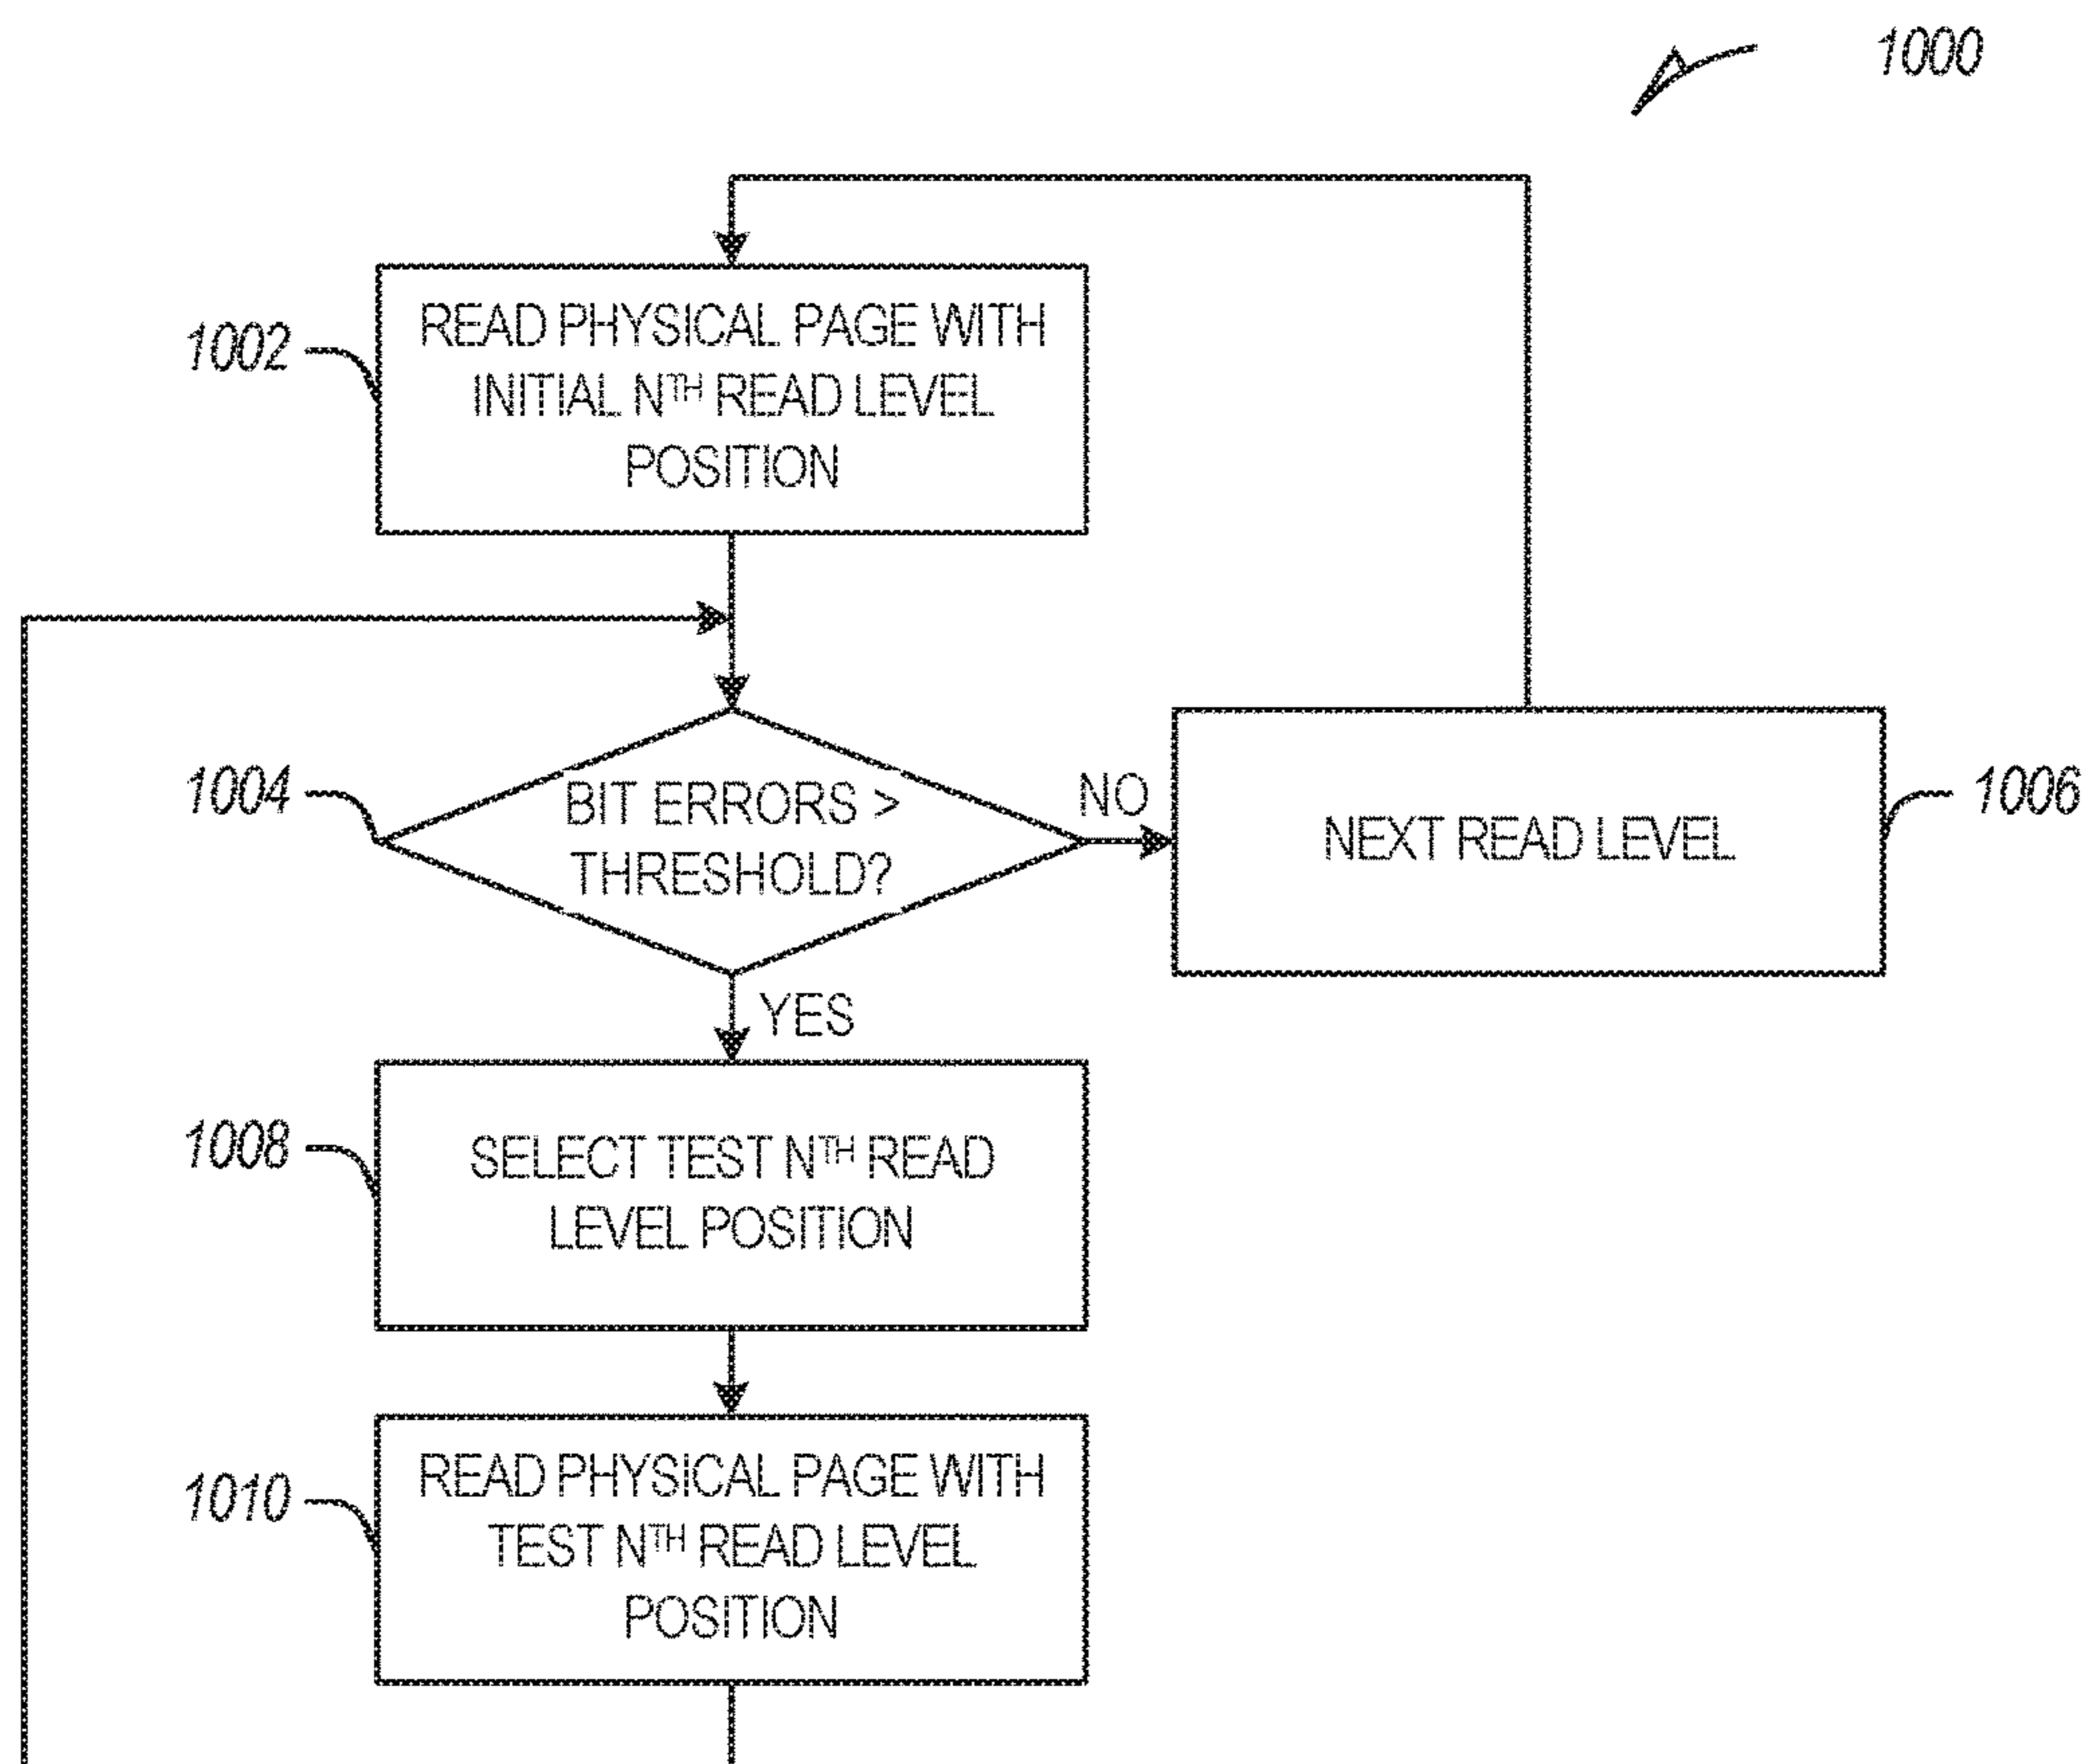 1000
1002
READ PHYSICAL PAGE WITH
INITIAL NTH READ LEVEL
POSITION
1004
BIT ERRORS >
THRESHOLD?
NO
NEXT READ LEVEL
1006
YES
1008
SELECT TEST NTH READ
LEVEL POSITION
1010
READ PHYSICAL PAGE WITH
TEST NTH READ LEVEL
POSITION